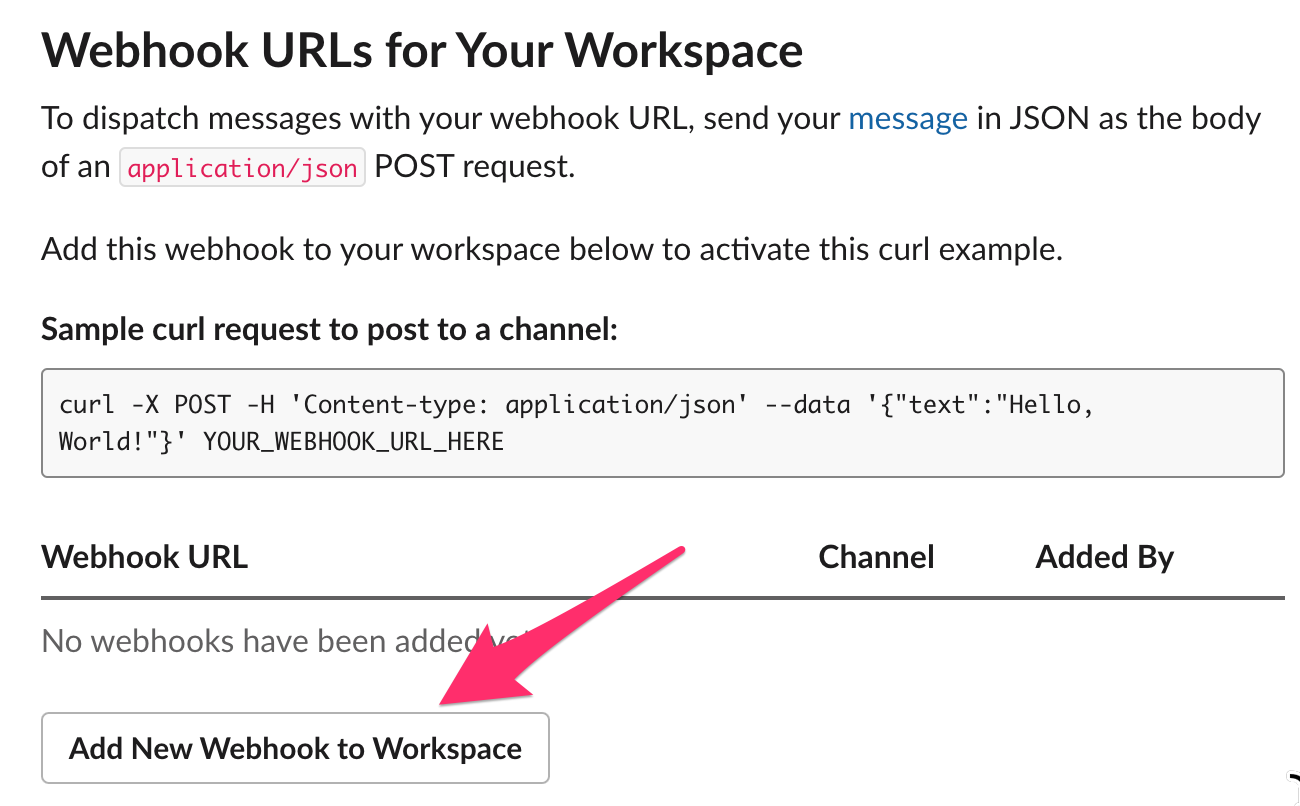 Webhook URLs for Your Workspace
To dispatch messages with your webhook URL, send your message in JSON as the body
of an application/json POST request.
Add this webhook to your workspace below to activate this curl example.
Sample curl request to post to a channel:
curl -X POST -H 'Content-type: application/json' --data '{"text":"Hello,
World!"}' YOUR_WEBHOOK_URL_HERE
Webhook URL Channel Added By
No webhooks have been added
Add New Webhook to Workspace